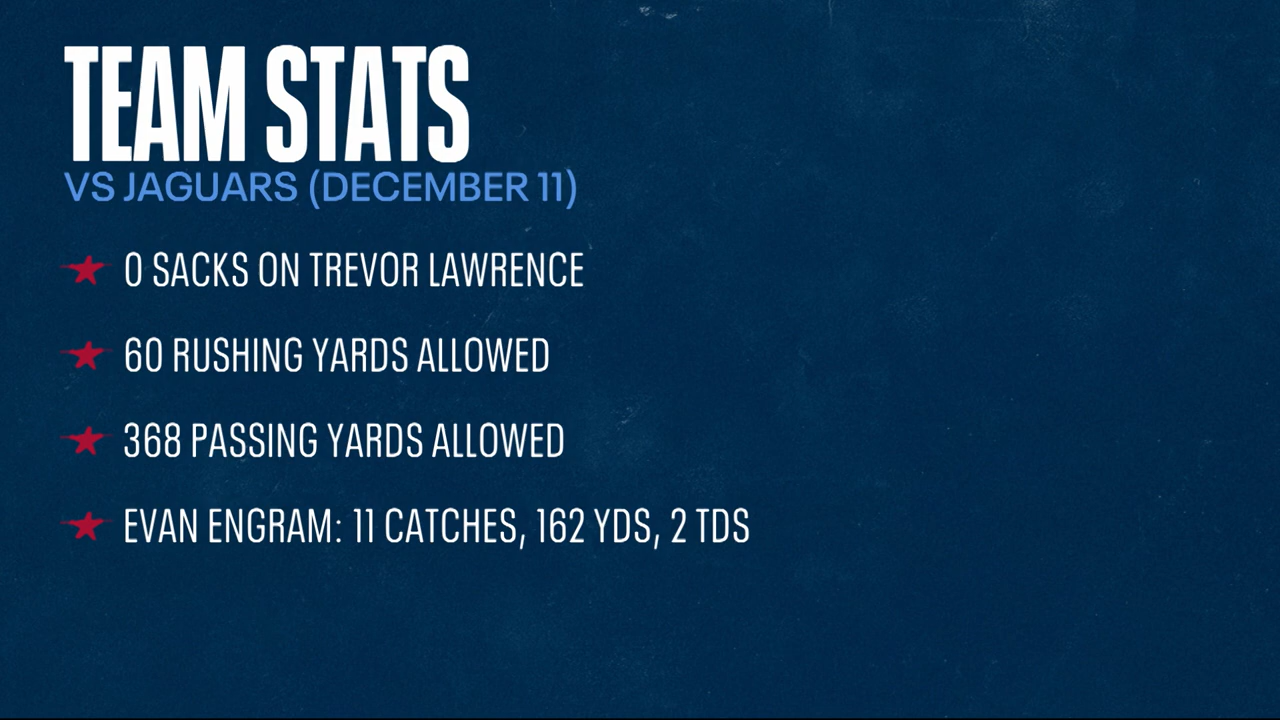 TEAM STATS
VS JAGUARS (DECEMBER 11)
0 SACKS ON TREVOR LAWRENCE
60 RUSHING YARDS ALLOWED
368 PASSING YARDS ALLOWED
EVAN ENGRAM: 11 CATCHES, 162 YDS, 2 TDS